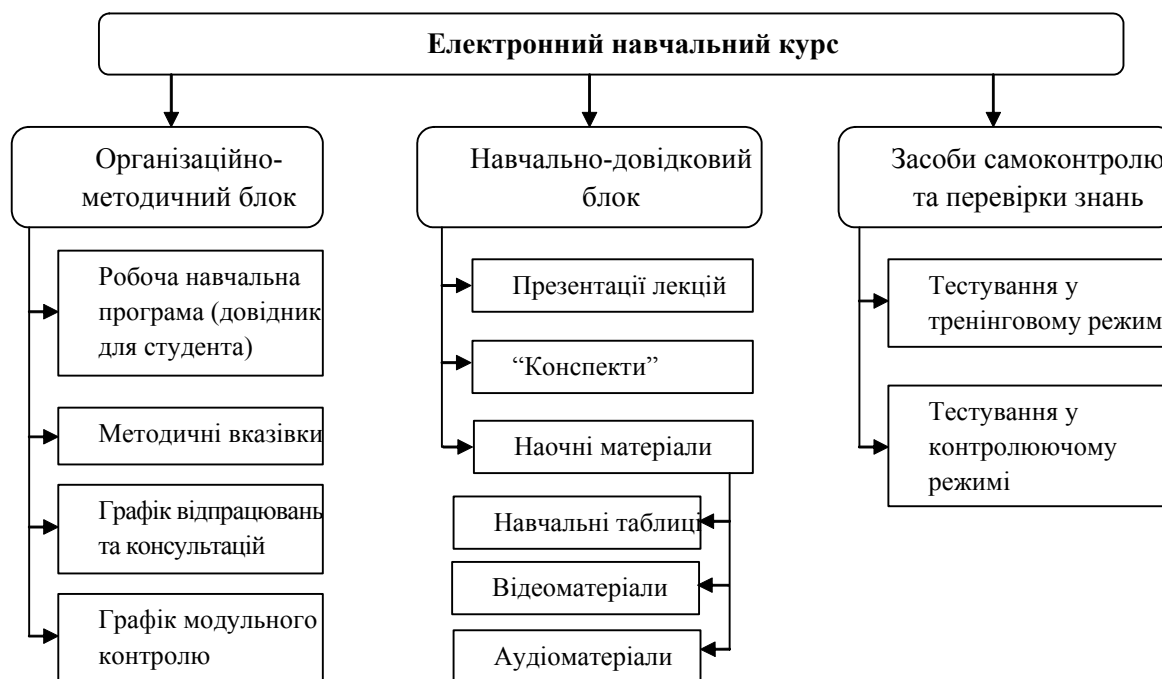 Електронний навчальний курс
Організаційно-
методичний блок
Робоча навчальна
програма (довідник
для студента)
Методичні вказівки
Графік відпрацювань
та консультацій
Графік модульного
контролю
Навчально-довідковий
блок
Презентації лекцій
“Конспекти”
Наочні матеріали
Навчальні таблиці
Відеоматеріали
Аудіоматеріали
Засоби самоконтролю
та перевірки знань
Тестування у
тренінговому режим
Тестування у
контролюючому
режимі